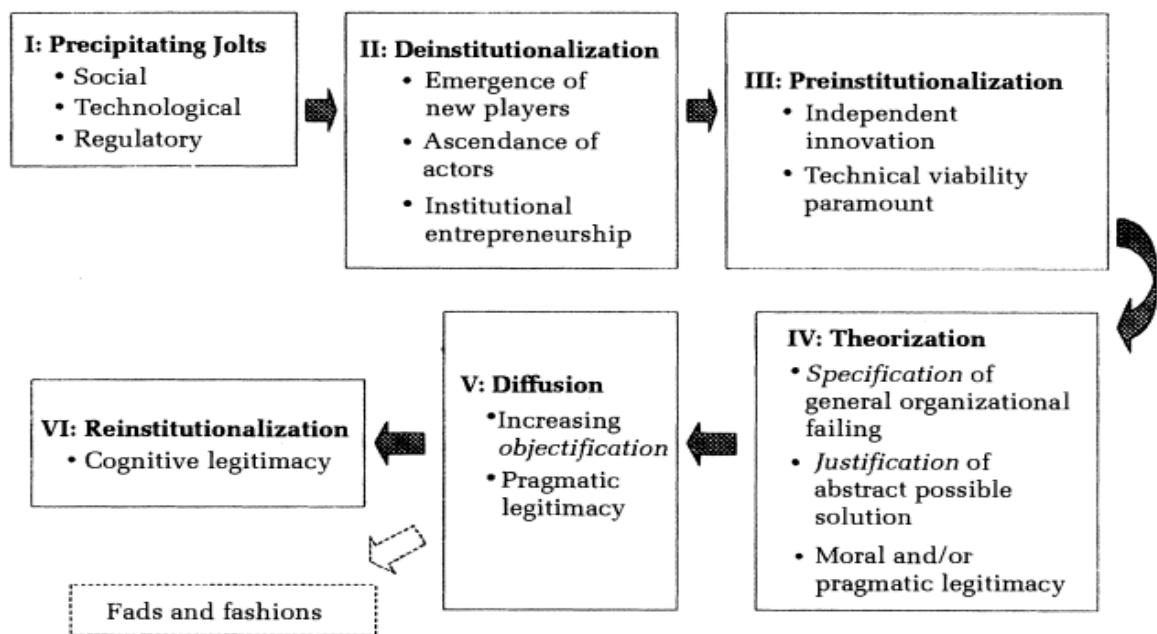 I: Precipitating Jolts
• Social
• Technological
• Regulatory
II: Deinstitutionalization
• Emergence of
new players
• Ascendance of
actors
• Institutional
entrepreneurship
III: Preinstitutionalization
• Independent
innovation
• Technical viability
paramount
IV: Theorization
• Specification of
general organizational
failing
• Justification of
abstract possible
solution
• Moral and/or
pragmatic legitimacy
V: Diffusion
• Increasing
objectification
• Pragmatic
legitimacy
VI: Reinstitutionalization
• Cognitive legitimacy
Fads and fashions